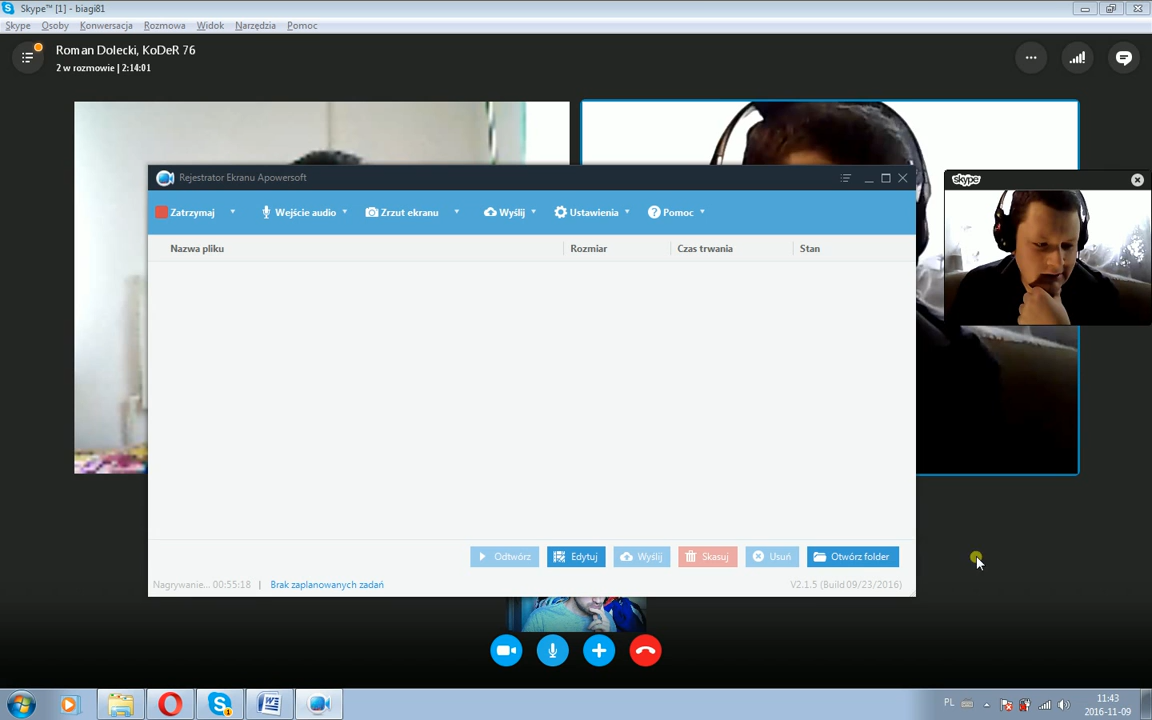 Skype™ [1] - biagi81
Skype Osoby Konwersacja Rozmowa Widok Narzędzia Pomoc
Roman Dolecki, KoDeR 76
2 w rozmowie | 2:14:01
Rejestrator Ekranu Apowersoft
skype
Zatrzymaj Wejście audio Zrzut ekranu Wyślij Ustawienia Pomoc
Nazwa pliku Rozmiar Czas trwania Stan
Odtwórz Edytuj Wyślij Skasuj Usuń Otwórz folder
Nagrywanie... 00:55:18 | Brak zaplanowanych zadań V2.1.5 (Build 09/23/2016)
PL 11:43
2016-11-09